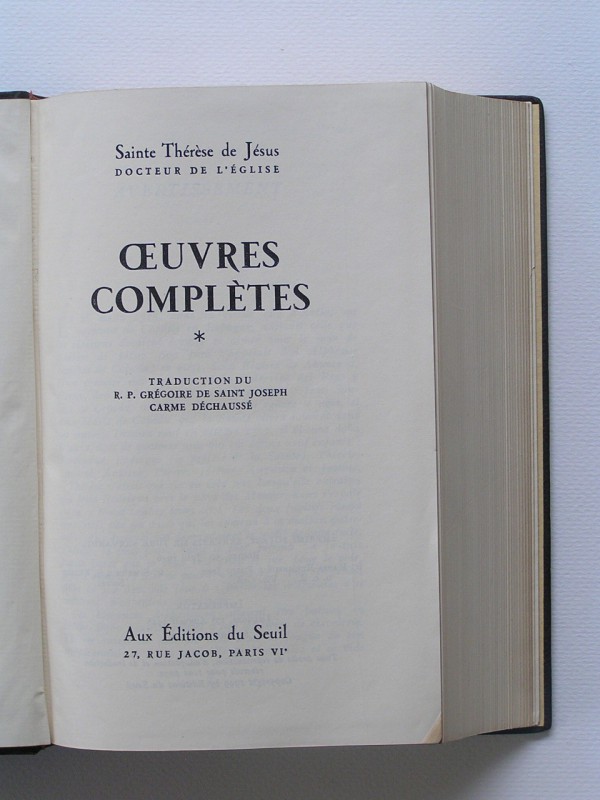 Sainte Thérèse de Jésus
DOCTEUR DE L'ÉGLISE
ŒUVRES
COMPLÈTES
*
TRADUCTION DU
R. P. GRÉGOIRE DE SAINT JOSEPH
CARME DÉCHAUSSÉ
Aux Éditions du Seuil
27, RUE JACOB, PARIS VIe